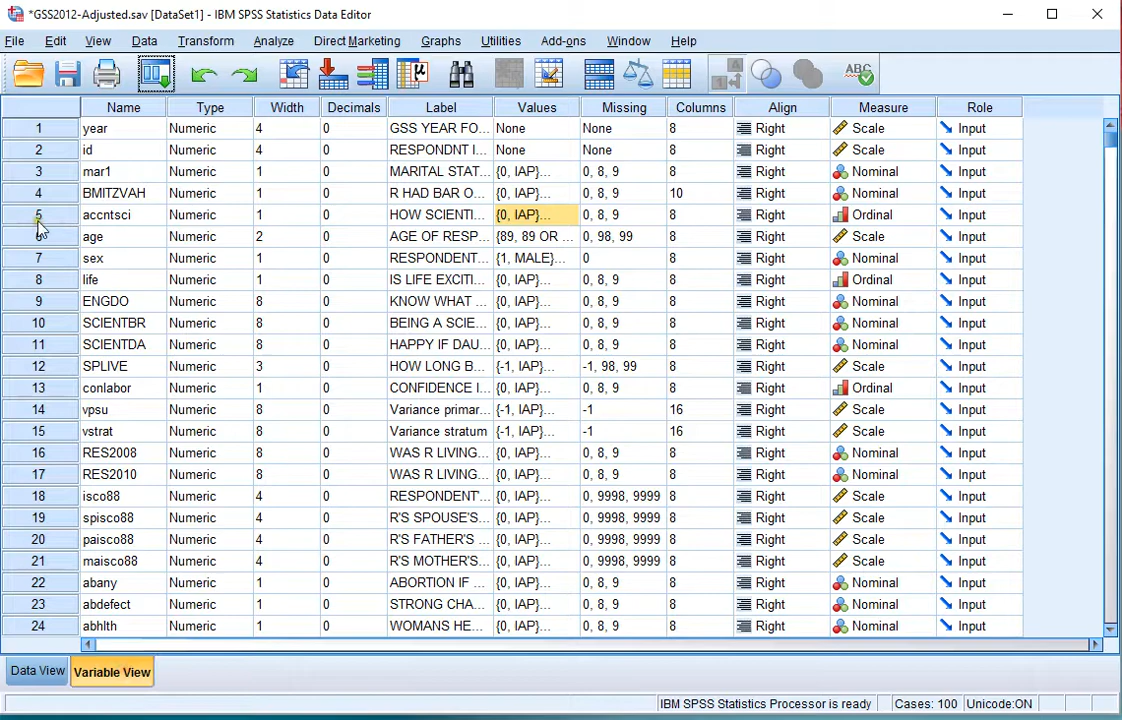 *GSS2012-Adjusted.sav [DataSet1] - IBM SPSS Statistics Data Editor
File Edit View Data Transform Analyze Direct Marketing Graphs Utilities Add-ons Window Help
Name Type Width Decimals Label Values Missing Columns Align Measure Role
1 year Numeric 4 0 GSS YEAR FO... None None 8 Right Scale Input
2 id Numeric 4 0 RESPONDNT I... None None 8 Right Scale Input
3 mar1 Numeric 1 0 MARITAL STAT... {0, IAP}... 0, 8, 9 8 Right Nominal Input
4 BMITZVAH Numeric 1 0 R HAD BAR O... {0, IAP}... 0, 8, 9 10 Right Nominal Input
5 accntsci Numeric 1 0 HOW SCIENTI... {0, IAP}... 0, 8, 9 8 Right Ordinal Input
6 age Numeric 2 0 AGE OF RESP... {89, 89 OR ... 0, 98, 99 8 Right Scale Input
7 sex Numeric 1 0 RESPONDENT... {1, MALE}... 0 8 Right Nominal Input
8 life Numeric 1 0 IS LIFE EXCITI... {0, IAP}... 0, 8, 9 8 Right Ordinal Input
9 ENGDO Numeric 8 0 KNOW WHAT ... {0, IAP}... 0, 8, 9 8 Right Nominal Input
10 SCIENTBR Numeric 8 0 BEING A SCIE... {0, IAP}... 0, 8, 9 8 Right Nominal Input
11 SCIENTDA Numeric 8 0 HAPPY IF DAU... {0, IAP}... 0, 8, 9 8 Right Nominal Input
12 SPLIVE Numeric 3 0 HOW LONG B... {-1, IAP}... -1, 98, 99 8 Right Scale Input
13 conlabor Numeric 1 0 CONFIDENCE I... {0, IAP}... 0, 8, 9 8 Right Ordinal Input
14 vpsu Numeric 8 0 Variance primar... {-1, IAP}... -1 16 Right Scale Input
15 vstrat Numeric 8 0 Variance stratum {-1, IAP}... -1 16 Right Scale Input
16 RES2008 Numeric 8 0 WAS R LIVING... {0, IAP}... 0, 8, 9 8 Right Nominal Input
17 RES2010 Numeric 8 0 WAS R LIVING... {0, IAP}... 0, 8, 9 8 Right Nominal Input
18 isco88 Numeric 4 0 RESPONDENT'... {0, IAP}... 0, 9998, 9999 8 Right Scale Input
19 spisco88 Numeric 4 0 R'S SPOUSE'S... {0, IAP}... 0, 9998, 9999 8 Right Scale Input
20 paisco88 Numeric 4 0 R'S FATHER'S ... {0, IAP}... 0, 9998, 9999 8 Right Scale Input
21 maisco88 Numeric 4 0 R'S MOTHER'S... {0, IAP}... 0, 9998, 9999 8 Right Scale Input
22 abany Numeric 1 0 ABORTION IF ... {0, IAP}... 0, 8, 9 8 Right Nominal Input
23 abdefect Numeric 1 0 STRONG CHA... {0, IAP}... 0, 8, 9 8 Right Nominal Input
24 abhlth Numeric 1 0 WOMANS HE... {0, IAP}... 0, 8, 9 8 Right Nominal Input
Data View Variable View
IBM SPSS Statistics Processor is ready Cases: 100 Unicode:ON